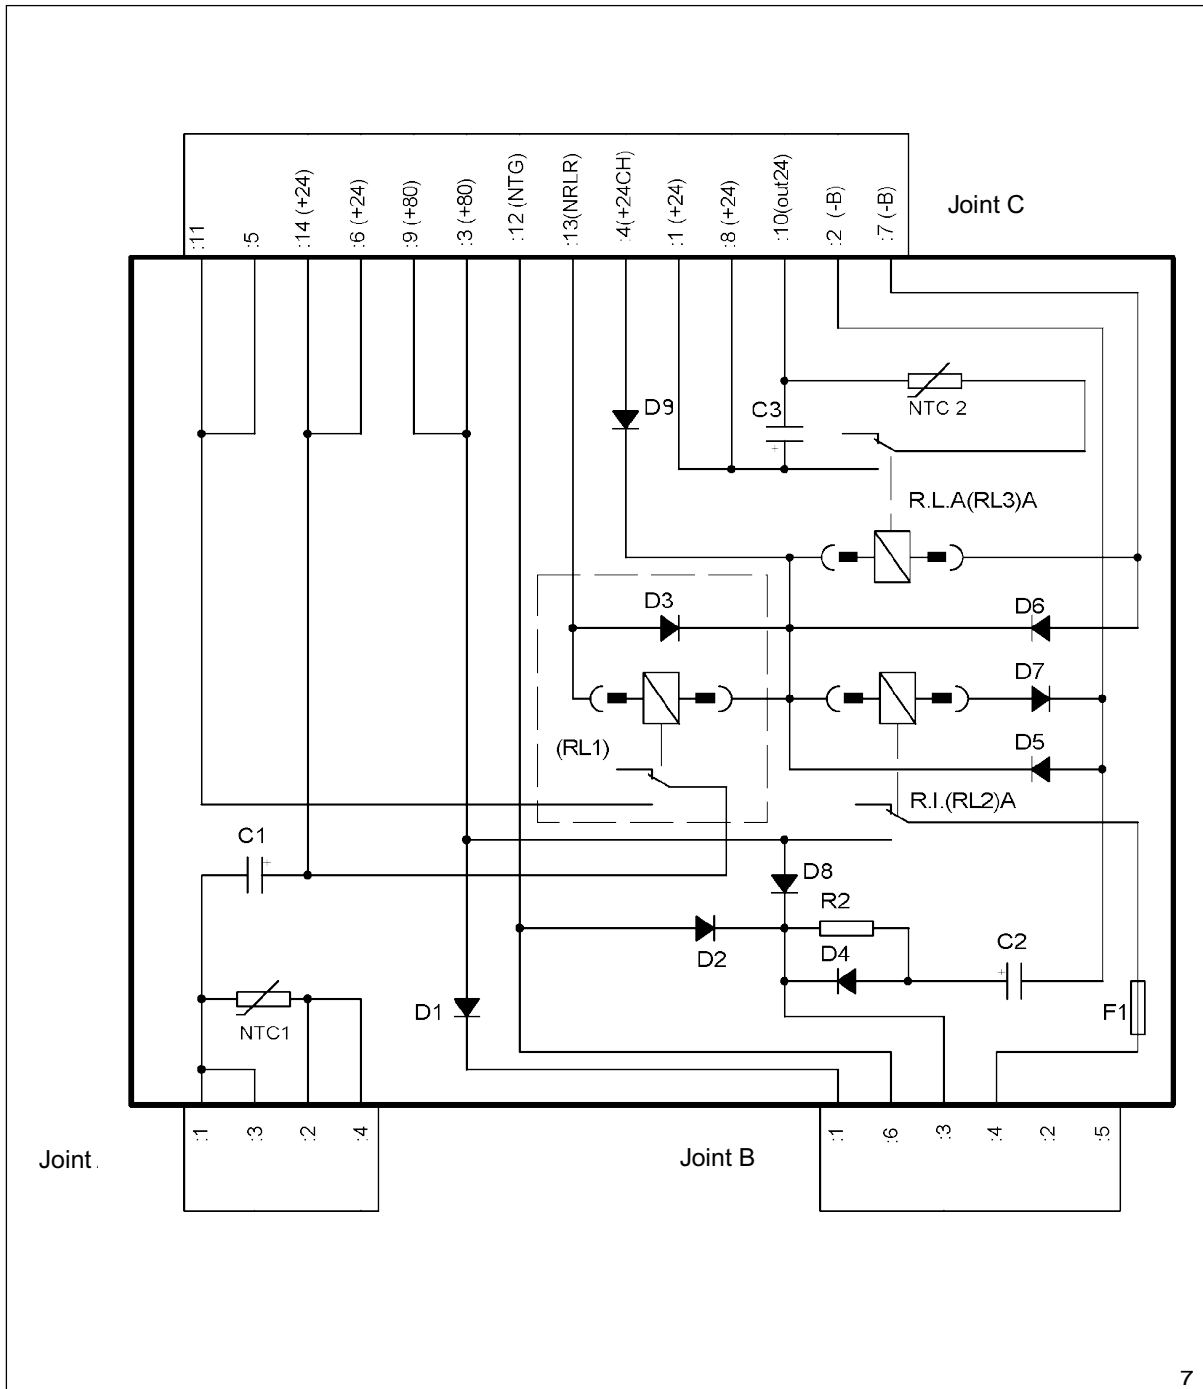 :11
:5
:14 (+24)
:6 (+24)
:9 (+80)
:3 (+80)
:12 (NTG)
:13(NRLR)
:4(+24CH)
:1 (+24)
:8 (+24)
:10(out24)
:2 (-B)
:7 (-B)
Joint C
D9
C3
+
NTC 2
R.L.A(RL3)A
D3
D6
D7
(RL1)
D5
R.I.(RL2)A
C1
+
D8
R2
D2
D4
C2
+
D1
NTC1
F1
:1
:3
:2
:4
Joint .
Joint B
:1
:6
:3
:4
:2
:5
7